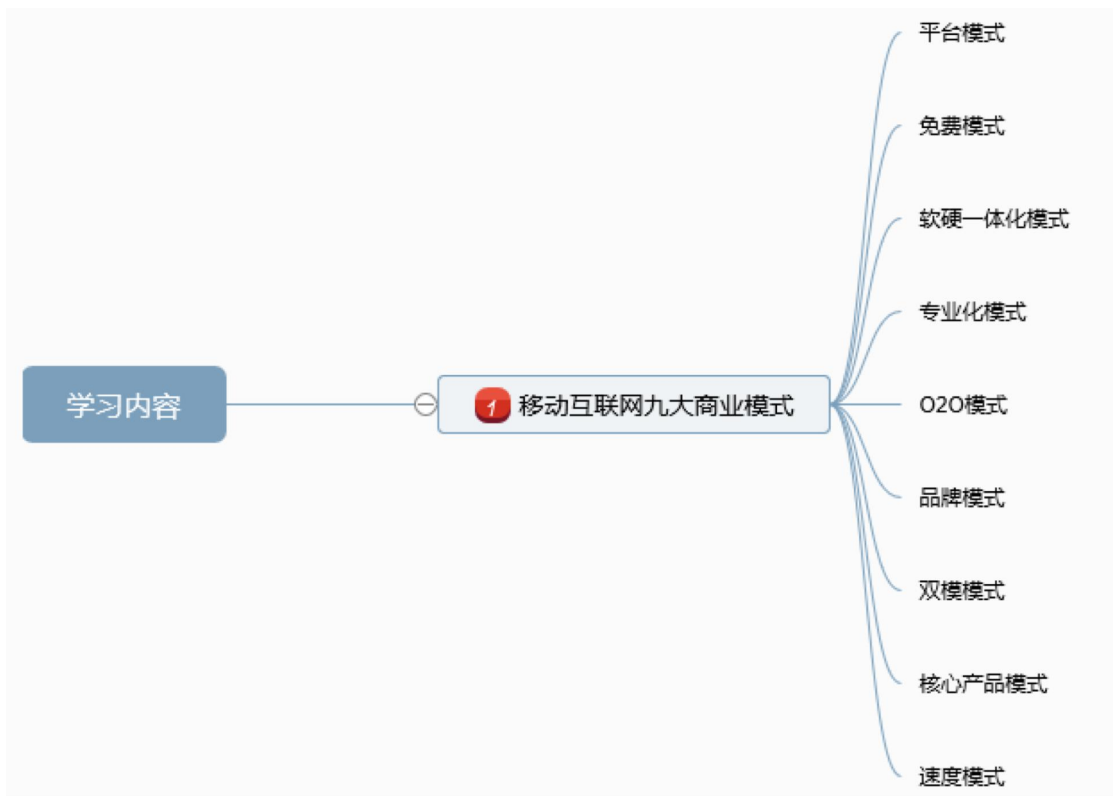 平台模式
免费模式
软硬一体化模式
专业化模式
学习内容
1 移动互联网九大商业模式
O2O模式
品牌模式
双模模式
核心产品模式
速度模式